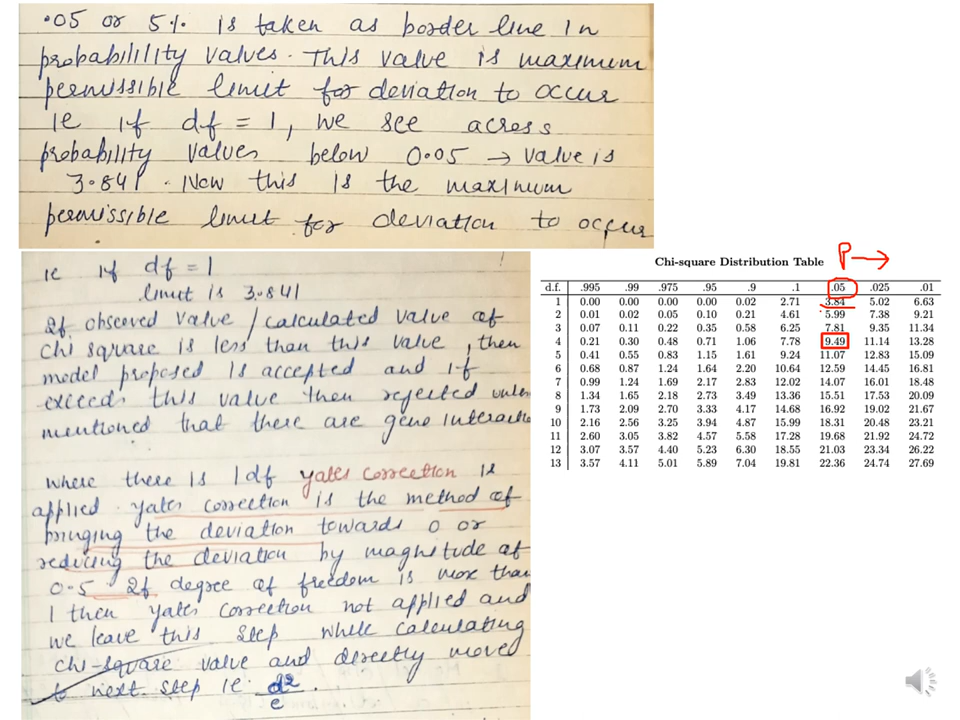 .05 or 5% is taken as border line in
probabilility values. This value is maximum
permissible limit for deviation to occur
ie if df = 1, we see acress
probability values below 0.05 → value is
3.841. Now this is the maximum
permissible limit for deviation to occur
ie if df = 1
limit is 3.841
If observed value / calculated value of
chi square is less than this value, then
model proposed is accepted and if
exceeds this value then rejected unless
mentioned that there are gene interactio
where there is 1 df yates correction is
applied. yates correction is the method of
bringing the deviation towards 0 or
reducing the deviation by magnitude of
0.5 If degree of freedom is more than
1 then yates correction not applied and
we leave this step while calculating
chi-square value and directly moved
to next step ie d²/e.
P →
Chi-square Distribution Table
d.f. .995 .99 .975 .95 .9 .1 .05 .025 .01
1 0.00 0.00 0.00 0.00 0.02 2.71 3.84 5.02 6.63
2 0.01 0.02 0.05 0.10 0.21 4.61 5.99 7.38 9.21
3 0.07 0.11 0.22 0.35 0.58 6.25 7.81 9.35 11.34
4 0.21 0.30 0.48 0.71 1.06 7.78 9.49 11.14 13.28
5 0.41 0.55 0.83 1.15 1.61 9.24 11.07 12.83 15.09
6 0.68 0.87 1.24 1.64 2.20 10.64 12.59 14.45 16.81
7 0.99 1.24 1.69 2.17 2.83 12.02 14.07 16.01 18.48
8 1.34 1.65 2.18 2.73 3.49 13.36 15.51 17.53 20.09
9 1.73 2.09 2.70 3.33 4.17 14.68 16.92 19.02 21.67
10 2.16 2.56 3.25 3.94 4.87 15.99 18.31 20.48 23.21
11 2.60 3.05 3.82 4.57 5.58 17.28 19.68 21.92 24.72
12 3.07 3.57 4.40 5.23 6.30 18.55 21.03 23.34 26.22
13 3.57 4.11 5.01 5.89 7.04 19.81 22.36 24.74 27.69